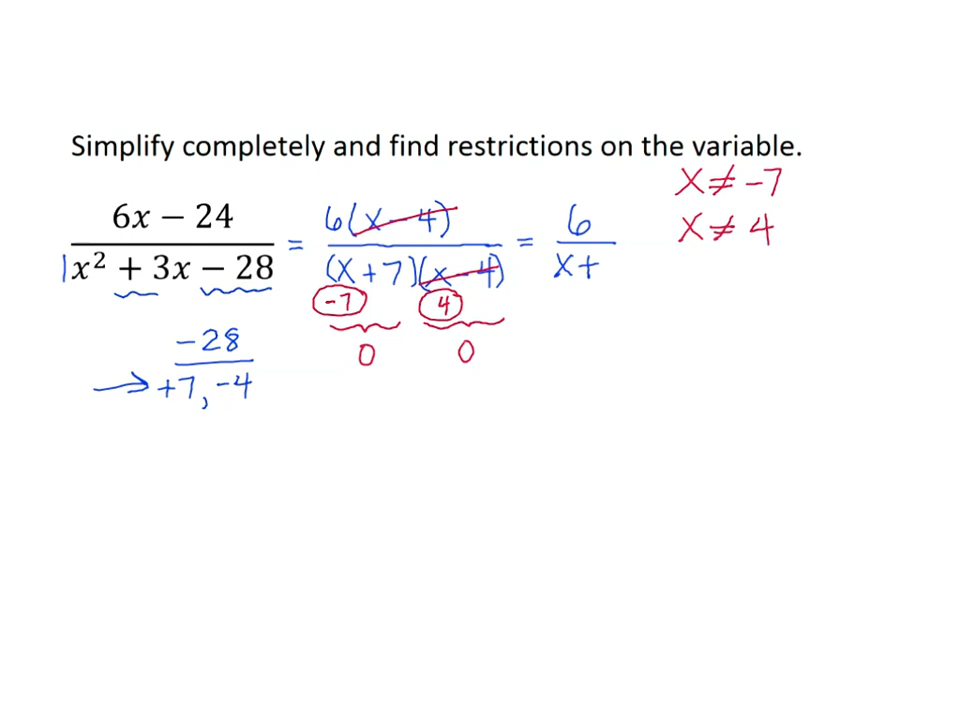 Simplify completely and find restrictions on the variable.
x ≠ -7
x ≠ 4
6x − 24 / 1x² + 3x − 28 = 6(x - 4) / (x + 7)(x - 4) = 6 / x +
-7 4
0 0
-28
→ +7, -4